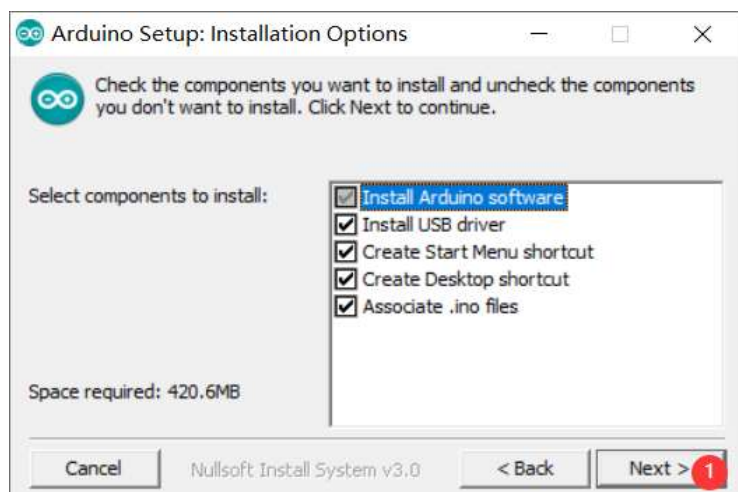 Arduino Setup: Installation Options
Check the components you want to install and uncheck the components
you don't want to install. Click Next to continue.
Select components to install:
Install Arduino software
Install USB driver
Create Start Menu shortcut
Create Desktop shortcut
Associate .ino files
Space required: 420.6MB
Cancel
Nullsoft Install System v3.0
< Back
Next >
1